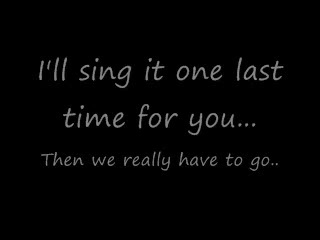 I'll sing it one last
time for you...
Then we really have to go..